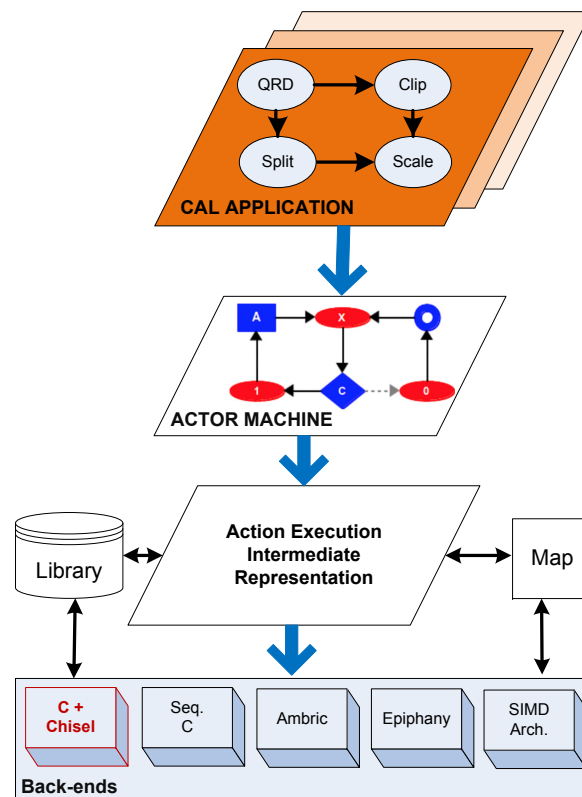 QRD
Clip
Split
Scale
CAL APPLICATION
A
X
1
C
0
ACTOR MACHINE
Action Execution
Intermediate
Representation
Library
Map
C +
Chisel
Seq.
C
Ambric
Epiphany
SIMD
Arch.
Back-ends